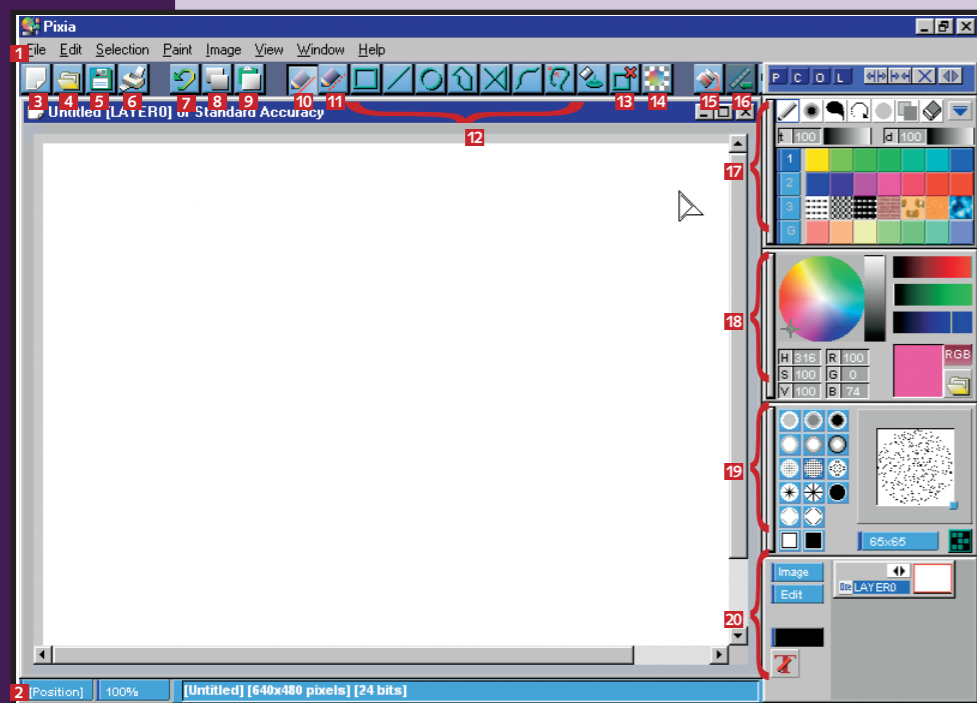 Pixia
1
File Edit Selection Paint Image View Window Help
P C O L
3 4 5 6 7 8 9 10 11 12 13 14 15 16
Untitled [LAYER0] of Standard Accuracy
t 100 d 100
17
1
2
3
G
18
H 316 R 100
S 100 G 0
V 100 B 74
RGB
19
65x65
20
Image
Edit
One LAYER0
T
2
[Position] 100% [Untitled] [640x480 pixels] [24 bits]